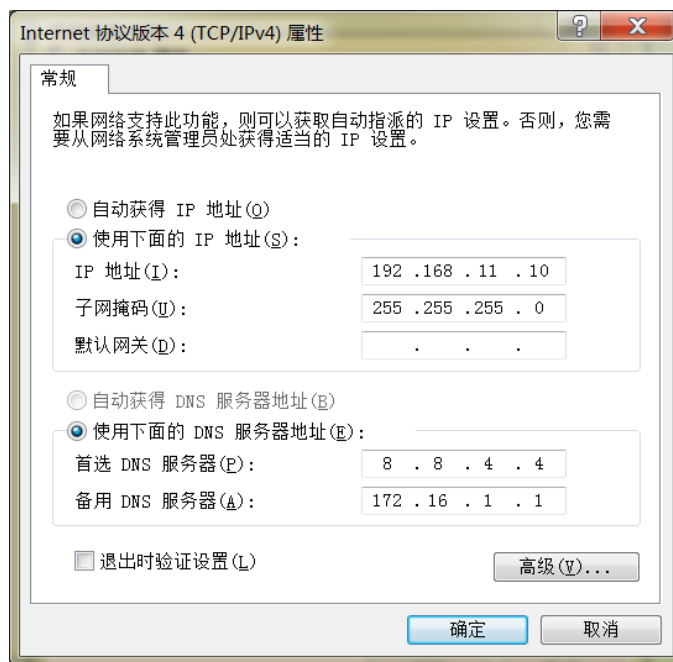 Internet 协议版本 4 (TCP/IPv4) 属性
常规
如果网络支持此功能，则可以获取自动指派的 IP 设置。否则，您需
要从网络系统管理员处获得适当的 IP 设置。
自动获得 IP 地址(O)
使用下面的 IP 地址(S):
IP 地址(I): 192 .168 . 11 . 10
子网掩码(U): 255 .255 .255 . 0
默认网关(D): . . .
自动获得 DNS 服务器地址(B)
使用下面的 DNS 服务器地址(E):
首选 DNS 服务器(P): 8 . 8 . 4 . 4
备用 DNS 服务器(A): 172 .16 . 1 . 1
退出时验证设置(L)
高级(V)...
确定 取消